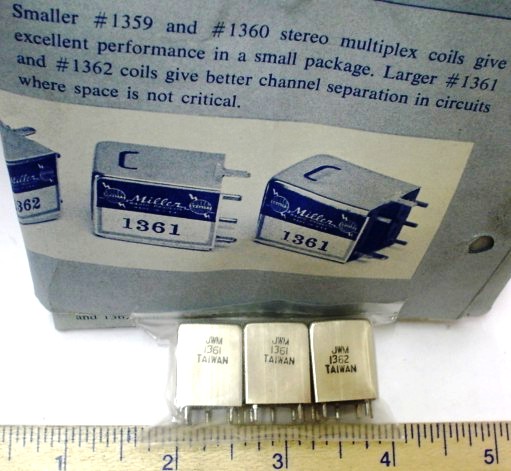 Smaller #1359 and #1360 stereo multiplex coils give
excellent performance in a small package. Larger #1361
and #1362 coils give better channel separation in circuits
where space is not critical.
Miller
362
Miller
1361
Miller
1361
and
JWM
1361
TAIWAN
JWM
1361
TAIWAN
JWM
1362
TAIWAN
1 2 3 4 5